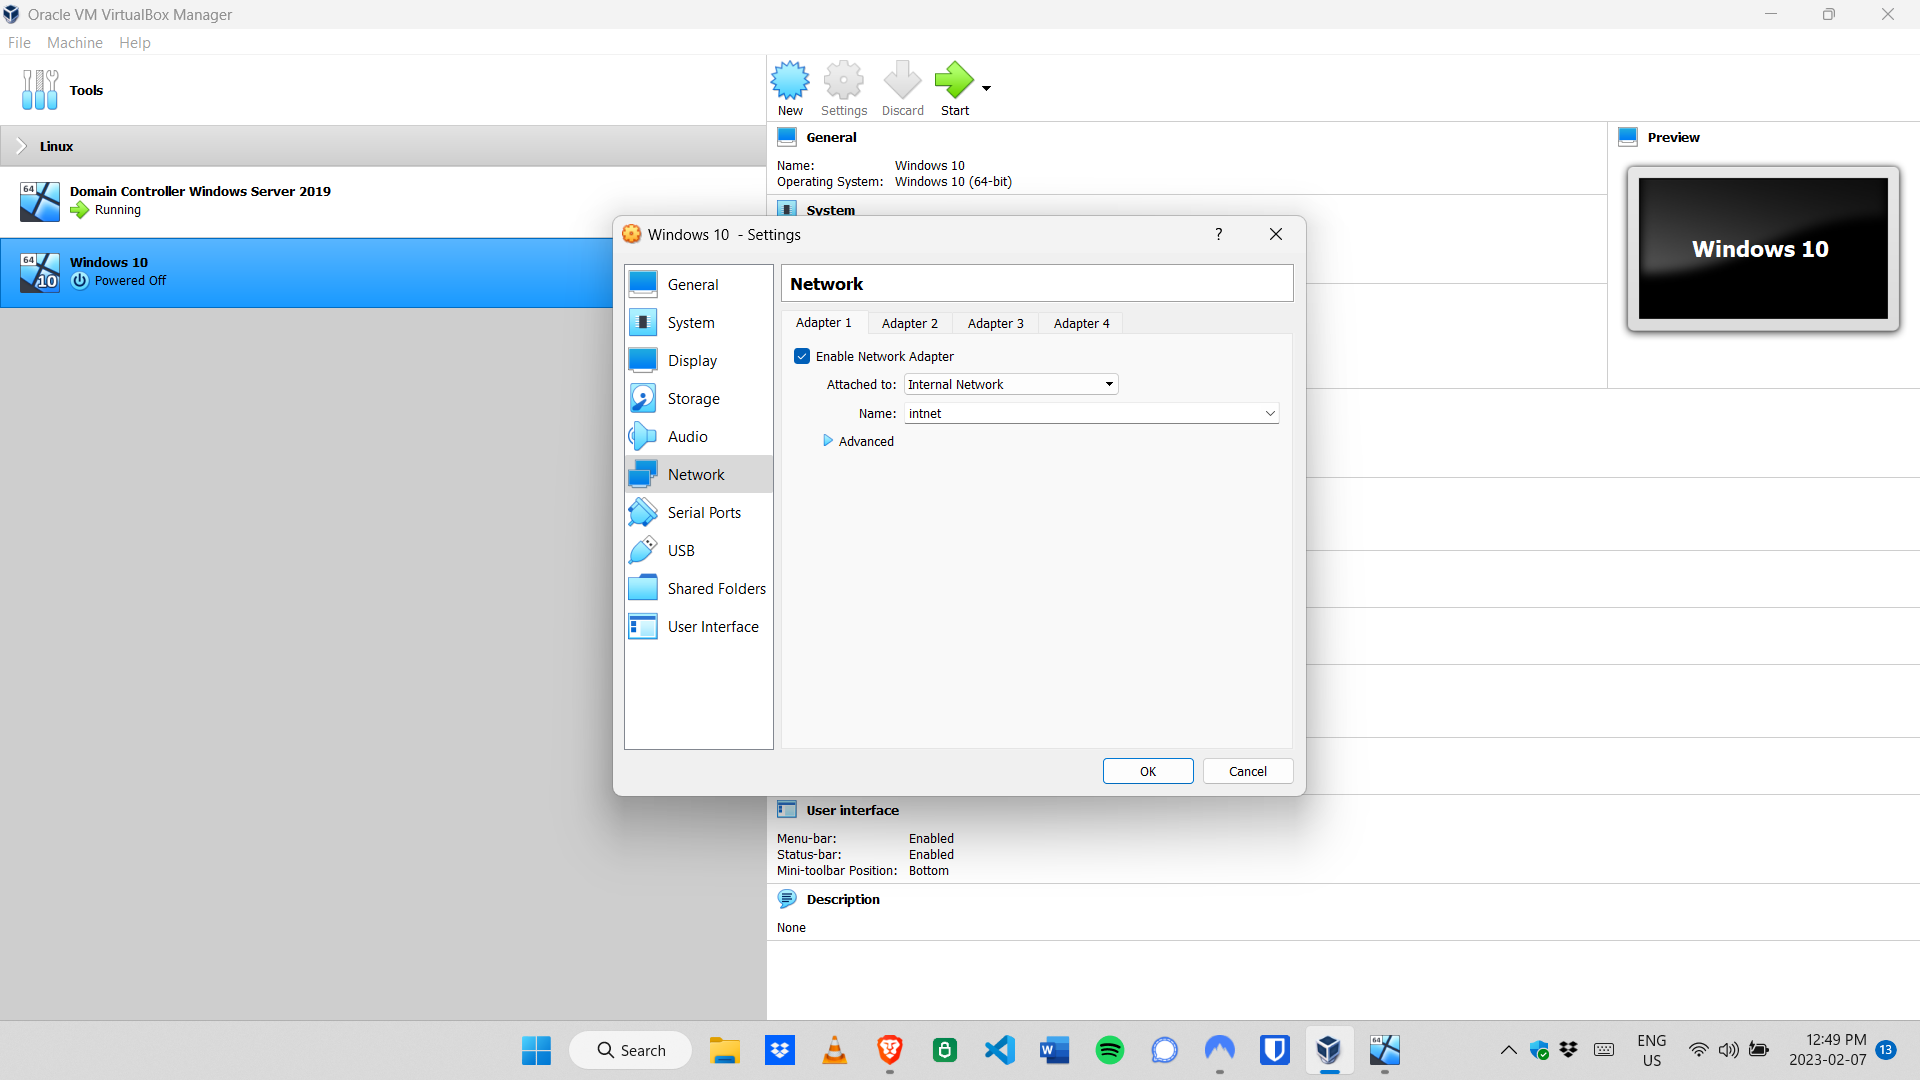 Oracle VM VirtualBox Manager
File Machine Help
Tools
Linux
64
Domain Controller Windows Server 2019
Running
64
10
Windows 10
Powered Off
New
Settings
Discard
Start
General
Name: Windows 10
Operating System: Windows 10 (64-bit)
System
Preview
Windows 10
Windows 10 - Settings
?
General
System
Display
Storage
Audio
Network
Serial Ports
USB
Shared Folders
User Interface
Network
Adapter 1 Adapter 2 Adapter 3 Adapter 4
Enable Network Adapter
Attached to: Internal Network
Name: intnet
Advanced
OK
Cancel
User interface
Menu-bar: Enabled
Status-bar: Enabled
Mini-toolbar Position: Bottom
Description
None
Search
W
64
ENG
US
12:49 PM
2023-02-07
13